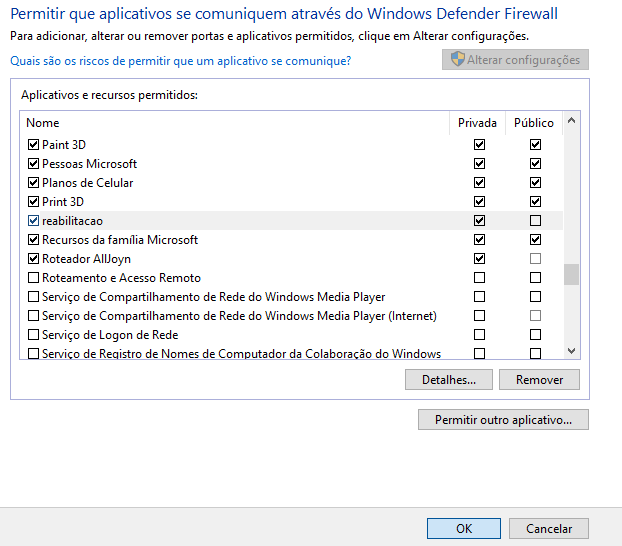 Permitir que aplicativos se comuniquem através do Windows Defender Firewall
Para adicionar, alterar ou remover portas e aplicativos permitidos, clique em Alterar configurações.
Quais são os riscos de permitir que um aplicativo se comunique?
Alterar configurações
Aplicativos e recursos permitidos:
Nome Privada Público
Paint 3D
Pessoas Microsoft
Planos de Celular
Print 3D
reabilitacao
Recursos da família Microsoft
Roteador AllJoyn
Roteamento e Acesso Remoto
Serviço de Compartilhamento de Rede do Windows Media Player
Serviço de Compartilhamento de Rede do Windows Media Player (Internet)
Serviço de Logon de Rede
Serviço de Registro de Nomes de Computador da Colaboração do Windows
Detalhes... Remover
Permitir outro aplicativo...
OK Cancelar